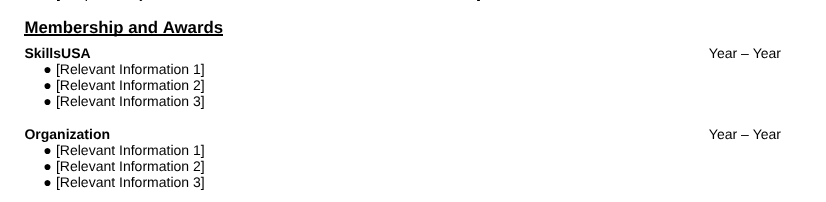 Membership and Awards
SkillsUSA Year – Year
● [Relevant Information 1]
● [Relevant Information 2]
● [Relevant Information 3]
Organization Year – Year
● [Relevant Information 1]
● [Relevant Information 2]
● [Relevant Information 3]